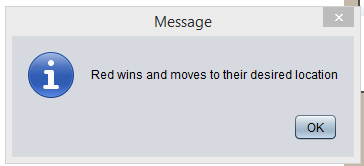 Message
Red wins and moves to their desired location
OK